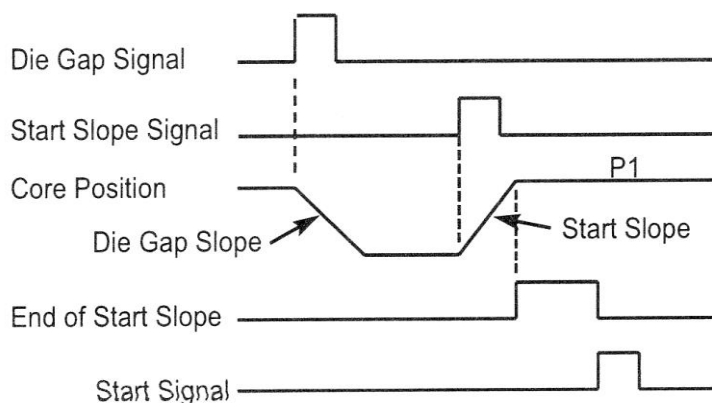 Die Gap Signal
Start Slope Signal
Core Position
P1
Die Gap Slope
Start Slope
End of Start Slope
Start Signal